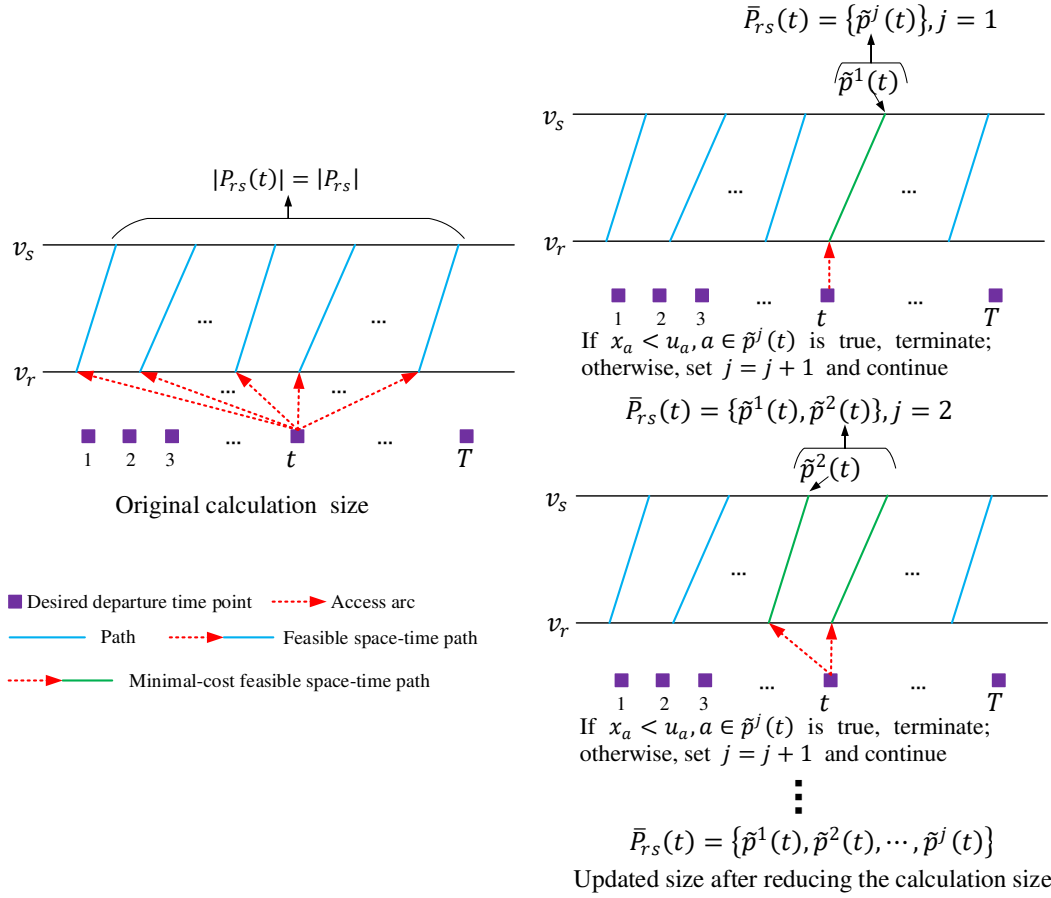 |P_rs(t)| = |P_rs|
v_s
...
...
v_r
... ...
1 2 3 ... t ... T
Original calculation size
Desired departure time point
Access arc
Path
Feasible space-time path
Minimal-cost feasible space-time path
P̄_rs(t) = {p̃^j(t)}, j = 1
p̃^1(t)
v_s
... ...
v_r
1 2 3 ... t ... T
If x_a < u_a, a ∈ p̃^j(t) is true, terminate;
otherwise, set j = j + 1 and continue
P̄_rs(t) = {p̃^1(t), p̃^2(t)}, j = 2
p̃^2(t)
v_s
... ...
v_r
1 2 3 ... t ... T
If x_a < u_a, a ∈ p̃^j(t) is true, terminate;
otherwise, set j = j + 1 and continue
⋮
P̄_rs(t) = {p̃^1(t), p̃^2(t), ⋯, p̃^j(t)}
Updated size after reducing the calculation size